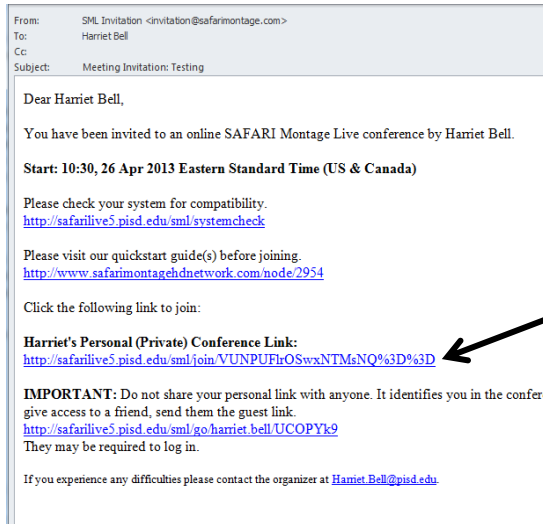 From: SML Invitation <invitation@safarimontage.com>
To: Harriet Bell
Cc:
Subject: Meeting Invitation: Testing
Dear Harriet Bell,
You have been invited to an online SAFARI Montage Live conference by Harriet Bell.
Start: 10:30, 26 Apr 2013 Eastern Standard Time (US & Canada)
Please check your system for compatibility.
http://safarilive5.pisd.edu/sml/systemcheck
Please visit our quickstart guide(s) before joining.
http://www.safarimontagehdnetwork.com/node/2954
Click the following link to join:
Harriet's Personal (Private) Conference Link:
http://safarilive5.pisd.edu/sml/join/VUNPUFlrOSwxNTMsNQ%3D%3D
IMPORTANT: Do not share your personal link with anyone. It identifies you in the confer
give access to a friend, send them the guest link.
http://safarilive5.pisd.edu/sml/go/harriet.bell/UCOPYk9
They may be required to log in.
If you experience any difficulties please contact the organizer at Harriet.Bell@pisd.edu.